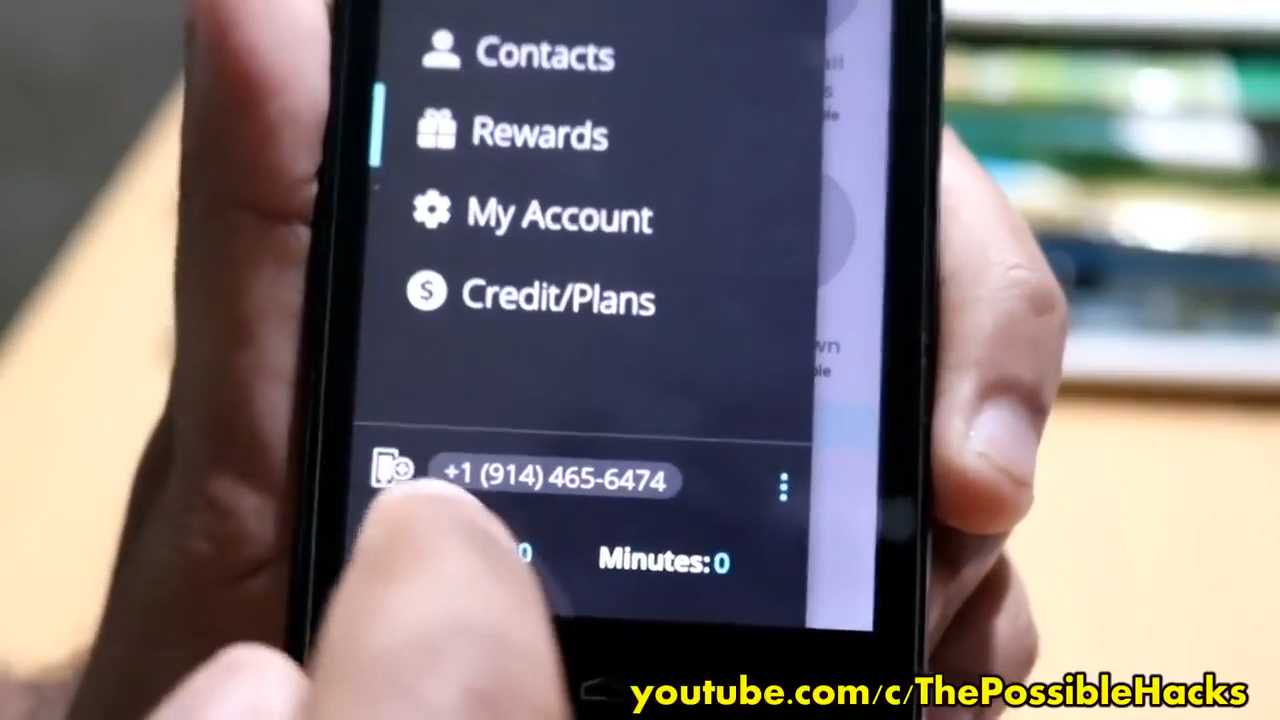 Contacts
Rewards
My Account
Credit/Plans
+1 (914) 465-6474
Minutes: 0
youtube.com/c/ThePossibleHacks